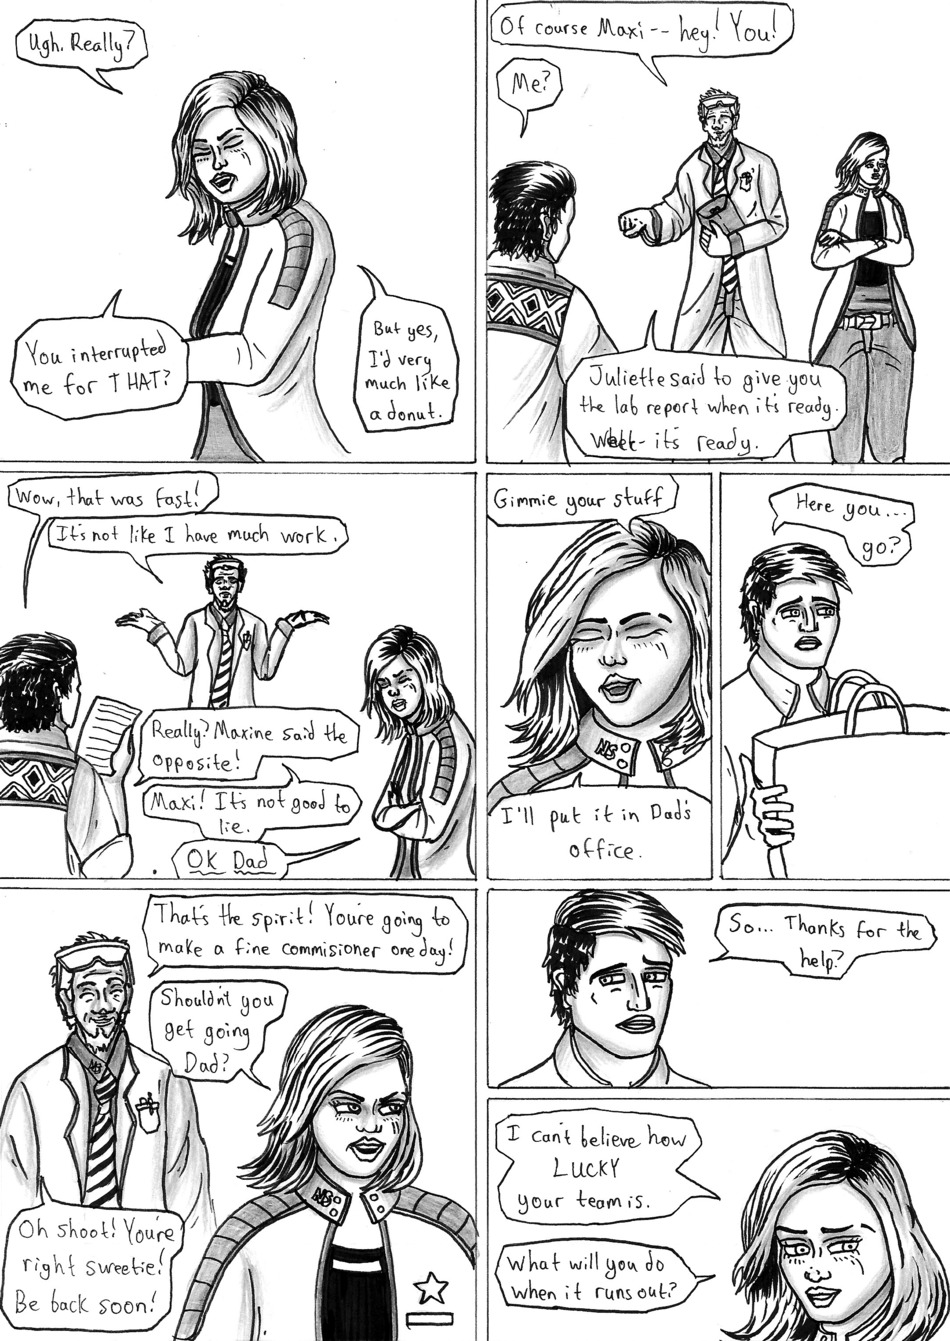 Ugh. Really?
You interrupted
me for THAT?
But yes,
I'd very
much like
a donut.
Of course Maxi -- hey! You!
Me?
Juliette said to give you
the lab report when it's ready.
it's ready.
Wow, that was fast!
It's not like I have much work.
Really? Maxine said the
opposite!
Maxi! It's not good to
lie.
OK Dad
Gimmie your stuff
NS
I'll put it in Dad's
office.
Here you...
go?
That's the spirit! You're going to
make a fine commisioner one day!
Shouldn't you
get going
Dad?
NS
NS
Oh shoot! You're
right sweetie!
Be back soon!
So... Thanks for the
help?
I can't believe how
LUCKY
your team is.
What will you do
when it runs out?